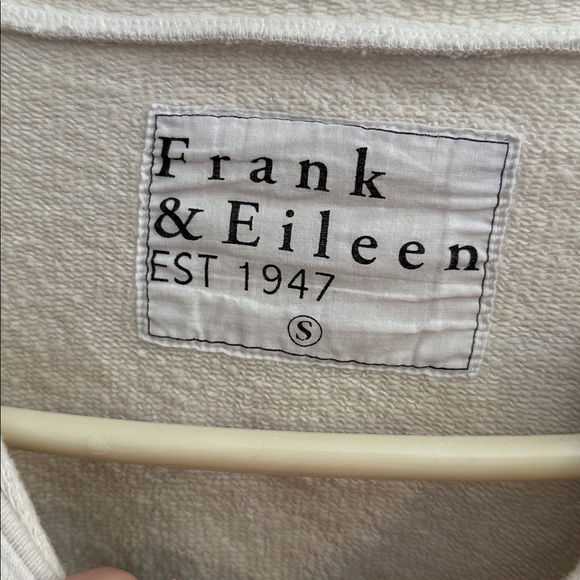 Frank
& Eileen
EST 1947
S